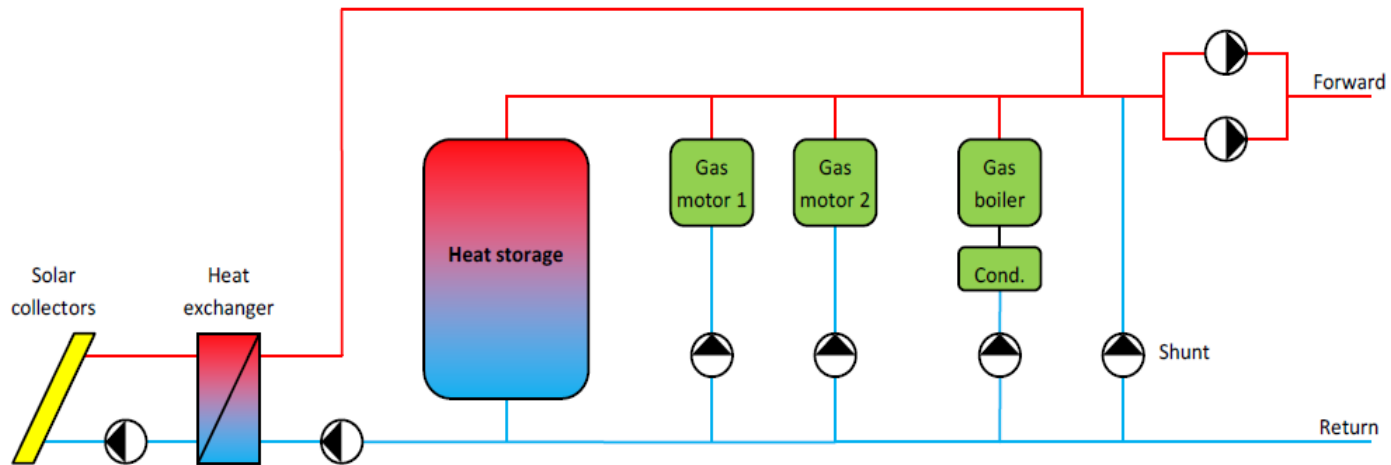 Forward
Gas
motor 1
Gas
motor 2
Gas
boiler
Heat storage
Cond.
Solar
collectors
Heat
exchanger
Shunt
Return